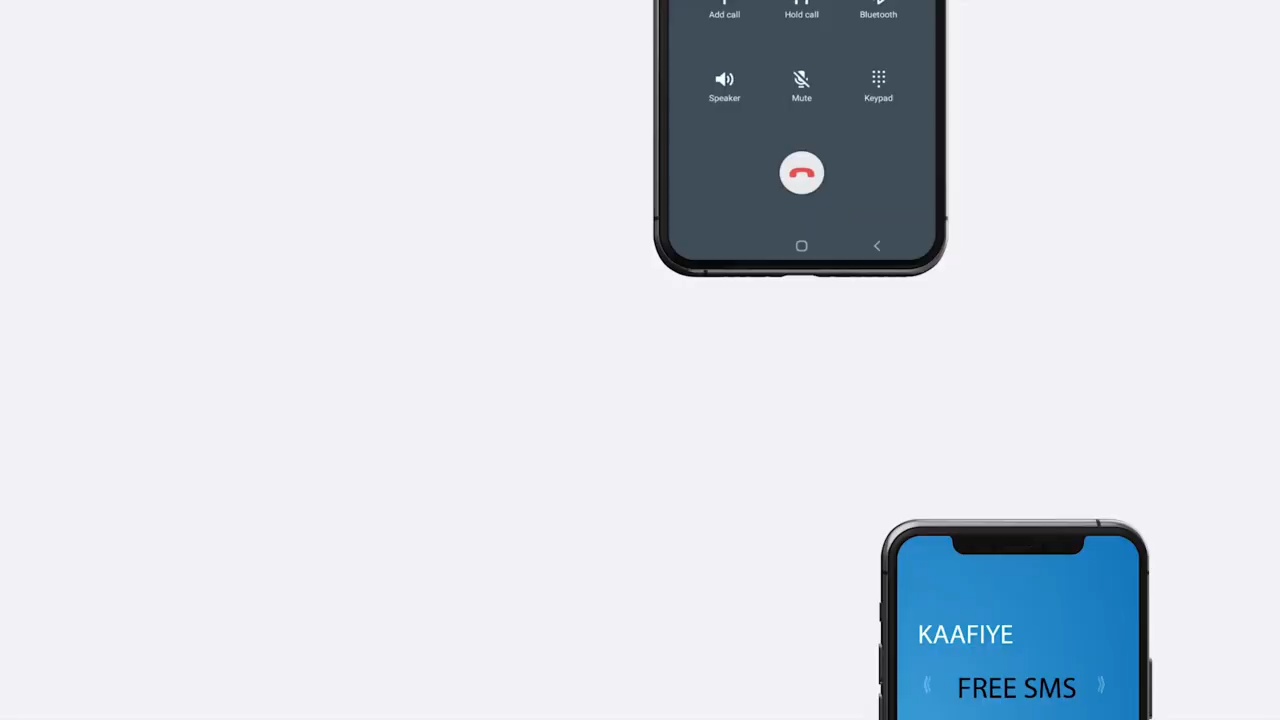 Add call
Hold call
Bluetooth
Speaker
Mute
Keypad
KAAFIYE
FREE SMS